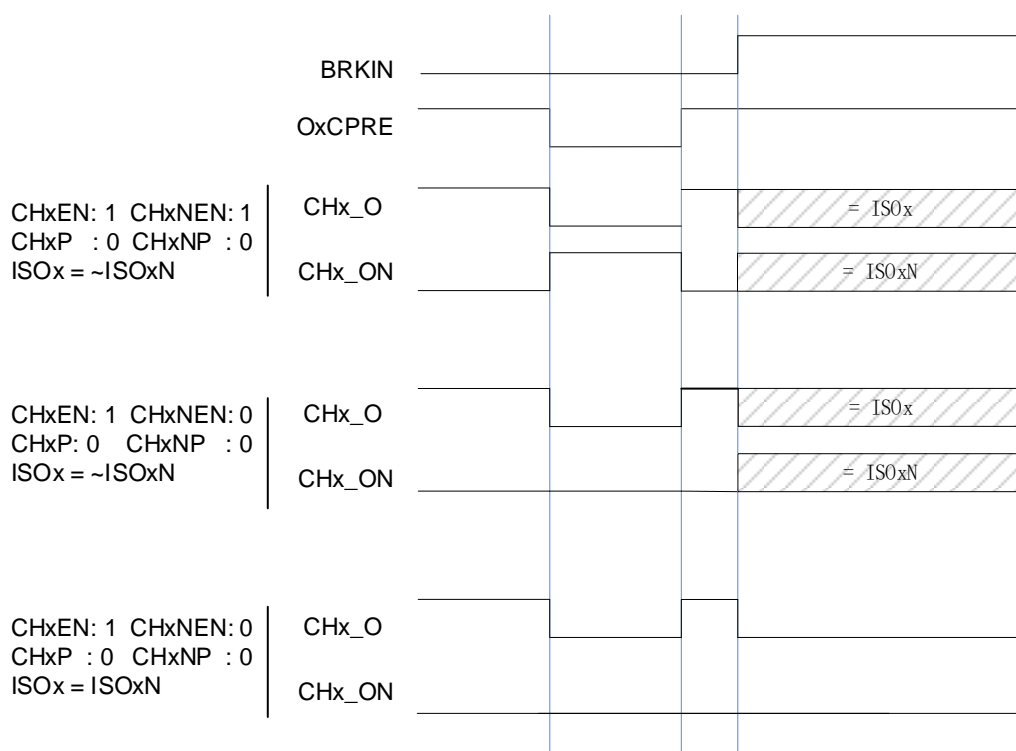 BRKIN
OxCPRE
CHxEN: 1 CHxNEN: 1
CHxP : 0 CHxNP : 0
ISOx = ~ISOxN
CHx_O
= ISOx
CHx_ON
= ISOxN
CHxEN: 1 CHxNEN: 0
CHxP: 0 CHxNP : 0
ISOx = ~ISOxN
CHx_O
= ISOx
CHx_ON
= ISOxN
CHxEN: 1 CHxNEN: 0
CHxP : 0 CHxNP : 0
ISOx = ISOxN
CHx_O
CHx_ON